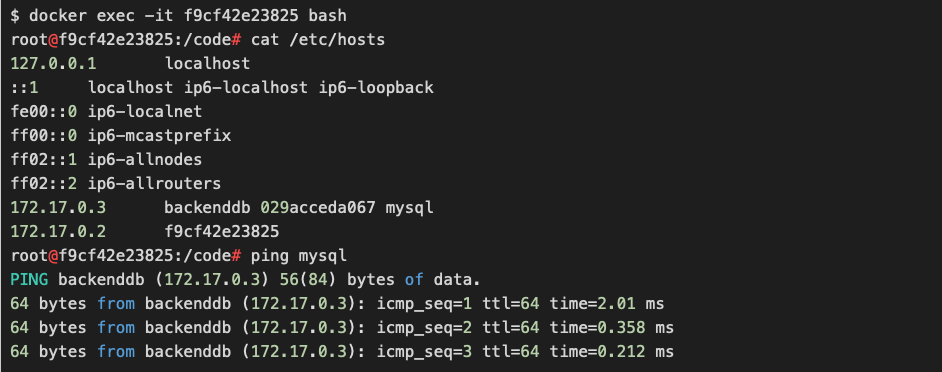 $ docker exec -it f9cf42e23825 bash
root@f9cf42e23825:/code# cat /etc/hosts
127.0.0.1       localhost
::1     localhost ip6-localhost ip6-loopback
fe00::0 ip6-localnet
ff00::0 ip6-mcastprefix
ff02::1 ip6-allnodes
ff02::2 ip6-allrouters
172.17.0.3      backenddb 029acceda067 mysql
172.17.0.2      f9cf42e23825
root@f9cf42e23825:/code# ping mysql
PING backenddb (172.17.0.3) 56(84) bytes of data.
64 bytes from backenddb (172.17.0.3): icmp_seq=1 ttl=64 time=2.01 ms
64 bytes from backenddb (172.17.0.3): icmp_seq=2 ttl=64 time=0.358 ms
64 bytes from backenddb (172.17.0.3): icmp_seq=3 ttl=64 time=0.212 ms